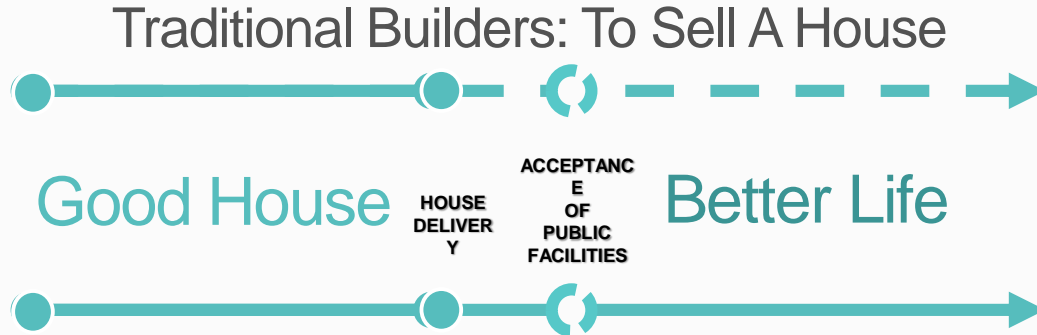 Traditional Builders: To Sell A House
Good House
HOUSE
DELIVER
Y
ACCEPTANC
E
OF
PUBLIC
FACILITIES
Better Life